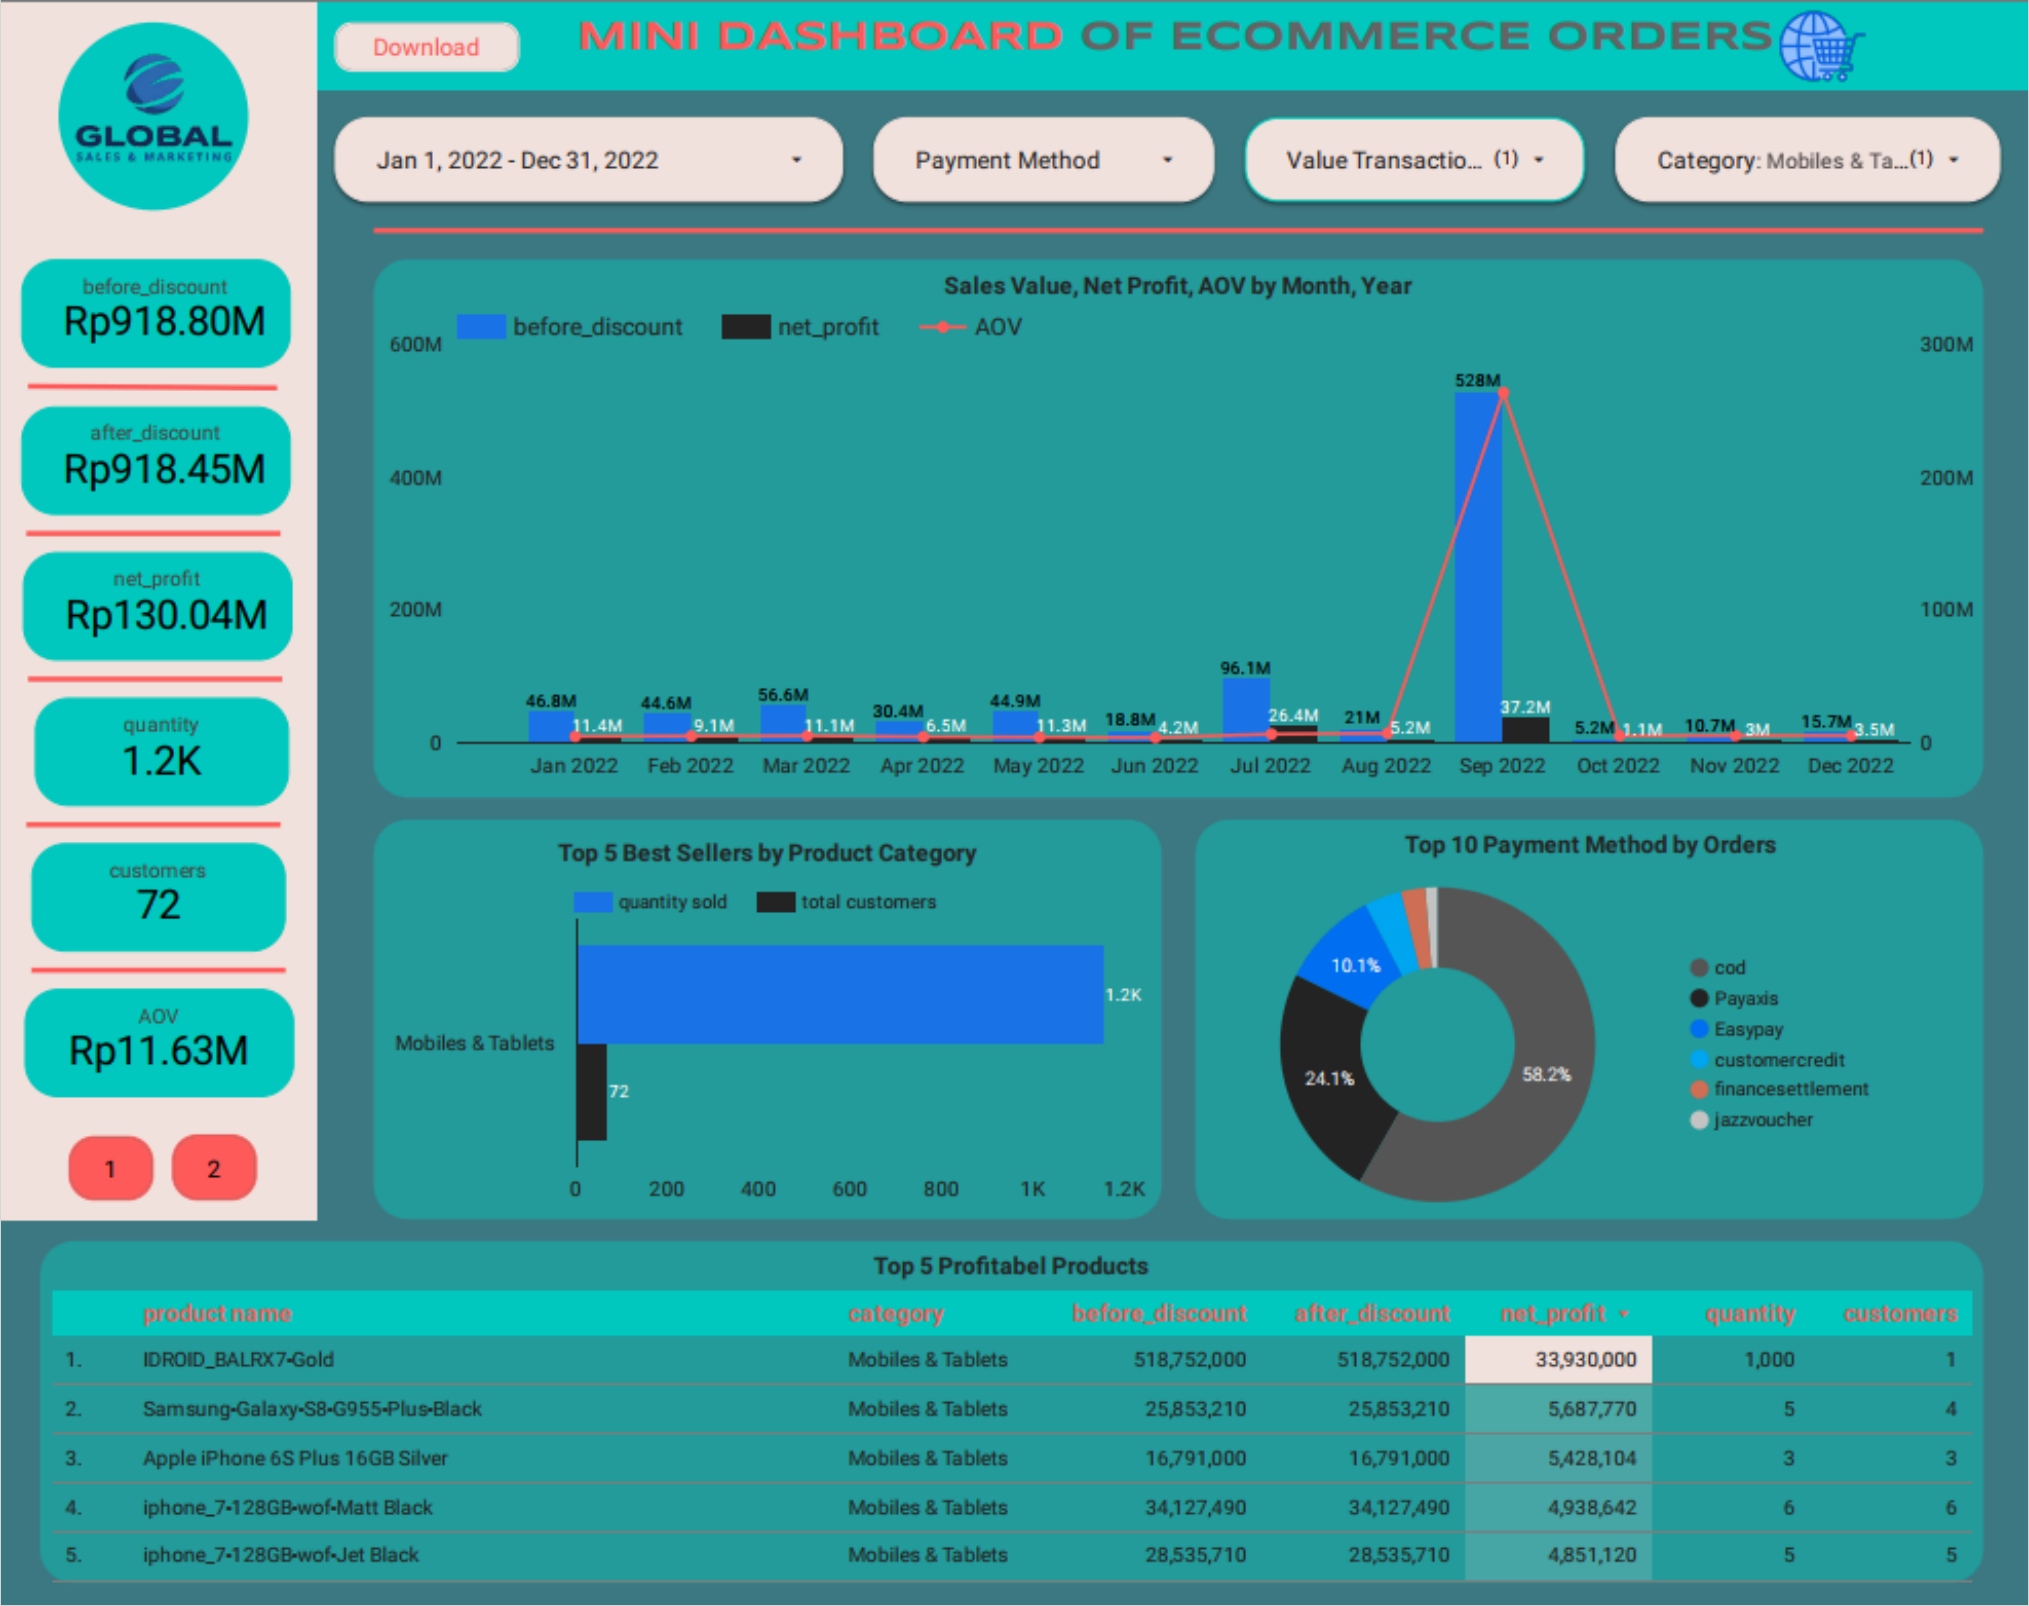 GLOBAL
SALES & MARKETING
Download
MINI DASHBOARD OF ECOMMERCE ORDERS
Jan 1, 2022 - Dec 31, 2022
Payment Method
Value Transactio... (1)
Category: Mobiles & Ta...(1)
before_discount
Rp918.80M
after_discount
Rp918.45M
net_profit
Rp130.04M
quantity
1.2K
customers
72
AOV
Rp11.63M
1 2
Sales Value, Net Profit, AOV by Month, Year
before_discount net_profit AOV
600M 300M
528M
400M 200M
200M 100M
46.8M 44.6M 56.6M 30.4M 44.9M 18.8M 96.1M 21M 5.2M 10.7M 15.7M
11.4M 9.1M 11.1M 6.5M 11.3M 4.2M 26.4M 5.2M 37.2M 1.1M 3M 3.5M
0 0
Jan 2022 Feb 2022 Mar 2022 Apr 2022 May 2022 Jun 2022 Jul 2022 Aug 2022 Sep 2022 Oct 2022 Nov 2022 Dec 2022
Top 5 Best Sellers by Product Category
quantity sold total customers
1.2K
Mobiles & Tablets
72
0 200 400 600 800 1K 1.2K
Top 10 Payment Method by Orders
10.1%
24.1%
58.2%
cod
Payaxis
Easypay
customercredit
financesettlement
jazzvoucher
Top 5 Profitabel Products
product name category before_discount after_discount net_profit quantity customers
1. IDROID_BALRX7-Gold Mobiles & Tablets 518,752,000 518,752,000 33,930,000 1,000 1
2. Samsung-Galaxy-S8-G955-Plus-Black Mobiles & Tablets 25,853,210 25,853,210 5,687,770 5 4
3. Apple iPhone 6S Plus 16GB Silver Mobiles & Tablets 16,791,000 16,791,000 5,428,104 3 3
4. iphone_7-128GB-wof-Matt Black Mobiles & Tablets 34,127,490 34,127,490 4,938,642 6 6
5. iphone_7-128GB-wof-Jet Black Mobiles & Tablets 28,535,710 28,535,710 4,851,120 5 5